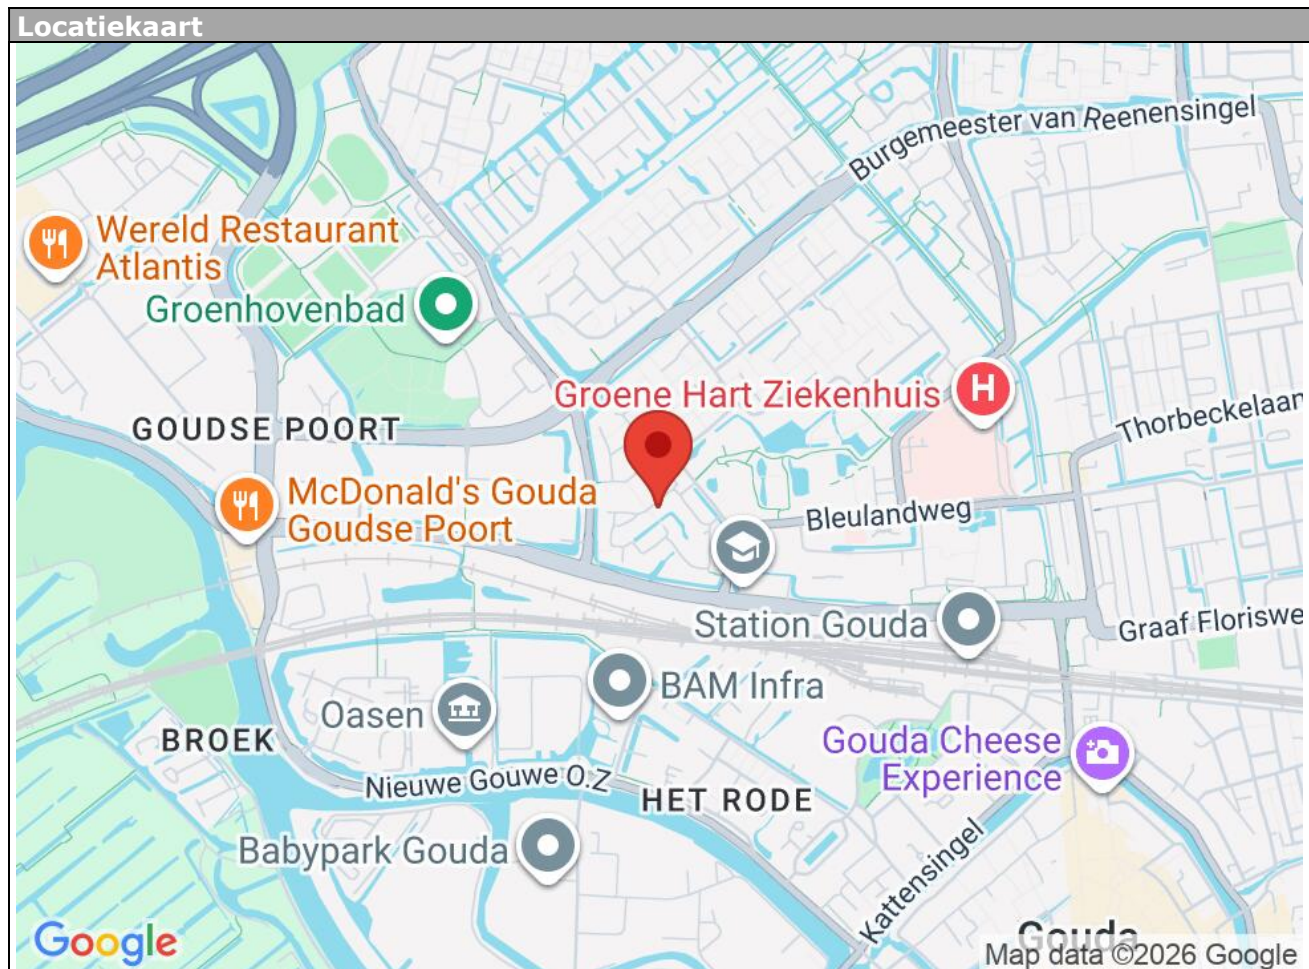 Locatiekaart
Burgemeester van Reenensingel
Wereld Restaurant
Atlantis
Groenhovenbad
Groene Hart Ziekenhuis
H
GOUDSE POORT
Thorbeckelaan
McDonald's Gouda
Goudse Poort
Bleulandweg
Station Gouda
Graaf Floriswe
BAM Infra
Oasen
BROEK
Gouda Cheese
Experience
Nieuwe Gouwe O.Z
HET RODE
Babypark Gouda
Kattensingel
Gouda
Google
Map data ©2026 Google